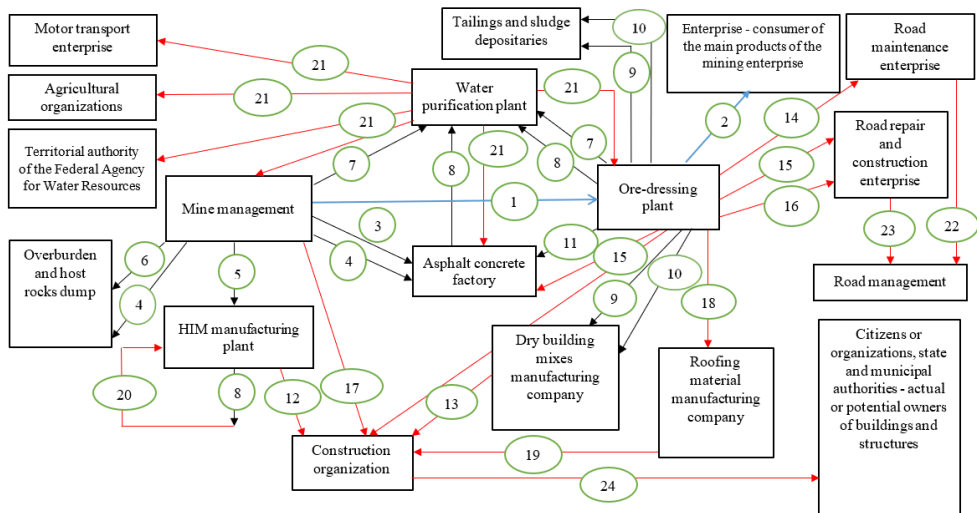 Motor transport
enterprise
Tailings and sludge
depositaries
10
Enterprise - consumer of
the main products of the
mining enterprise
Road
maintenance
enterprise
21
9
Agricultural
organizations
21
Water
purification plant
21
2
14
Territorial authority
of the Federal Agency
for Water Resources
21
7
8
21
8
7
15
Road repair
and
construction
enterprise
Mine management
1
Ore-dressing
plant
16
3
4
11
15
10
23
22
Overburden
and host
rocks dump
6
4
5
Asphalt concrete
factory
9
18
Road management
HIM manufacturing
plant
20
8
12
17
13
Dry building
mixes
manufacturing
company
Roofing
material
manufacturing
company
Citizens or
organizations, state
and municipal
authorities - actual
or potential owners
of buildings and
structures
Construction
organization
19
24